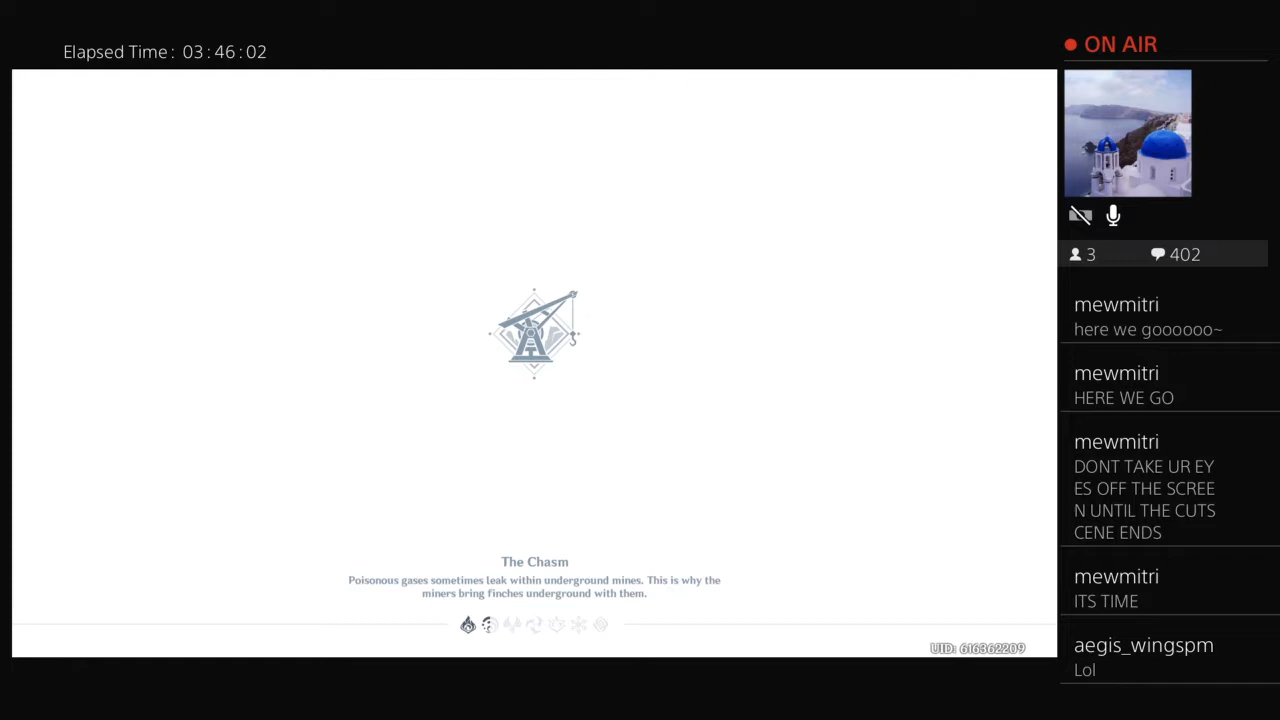 Elapsed Time: 03:46:02
ON AIR
3
402
mewmitri
here we goooooo~
mewmitri
HERE WE GO
mewmitri
DONT TAKE UR EY
ES OFF THE SCREE
N UNTIL THE CUTS
CENE ENDS
mewmitri
ITS TIME
aegis_wingspm
Lol
The Chasm
Poisonous gases sometimes leak within underground mines. This is why the
miners bring finches underground with them.
UID: 616362209